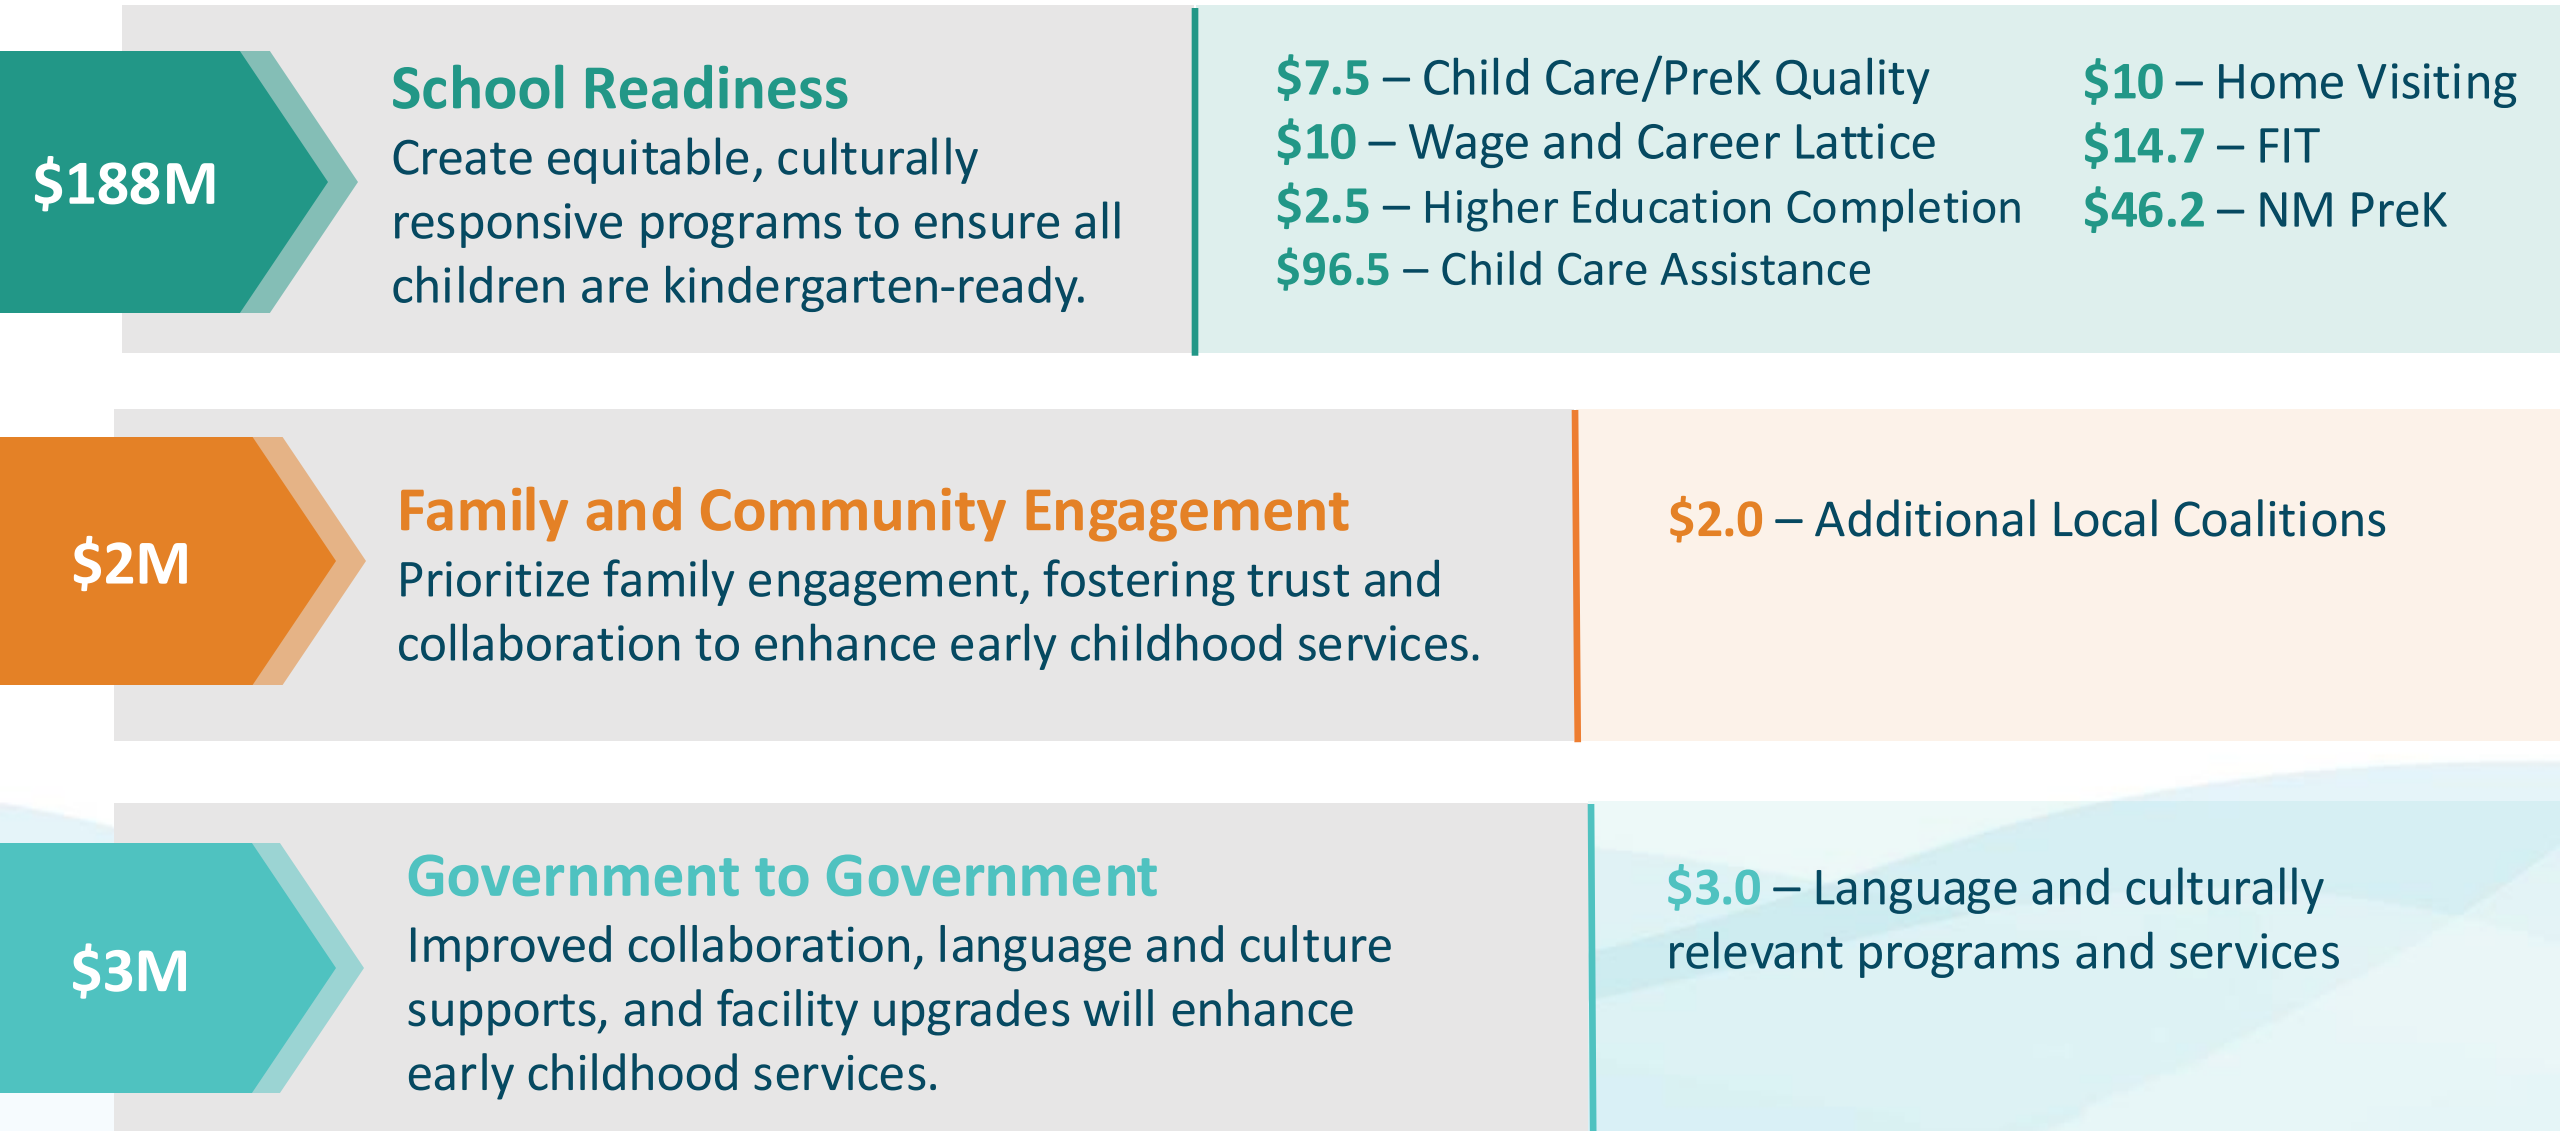 $188M
School Readiness
Create equitable, culturally
responsive programs to ensure all
children are kindergarten-ready.
$7.5 – Child Care/PreK Quality
$10 – Wage and Career Lattice
$2.5 – Higher Education Completion
$96.5 – Child Care Assistance
$10 – Home Visiting
$14.7 – FIT
$46.2 – NM PreK
$2M
Family and Community Engagement
Prioritize family engagement, fostering trust and
collaboration to enhance early childhood services.
$2.0 – Additional Local Coalitions
$3M
Government to Government
Improved collaboration, language and culture
supports, and facility upgrades will enhance
early childhood services.
$3.0 – Language and culturally
relevant programs and services